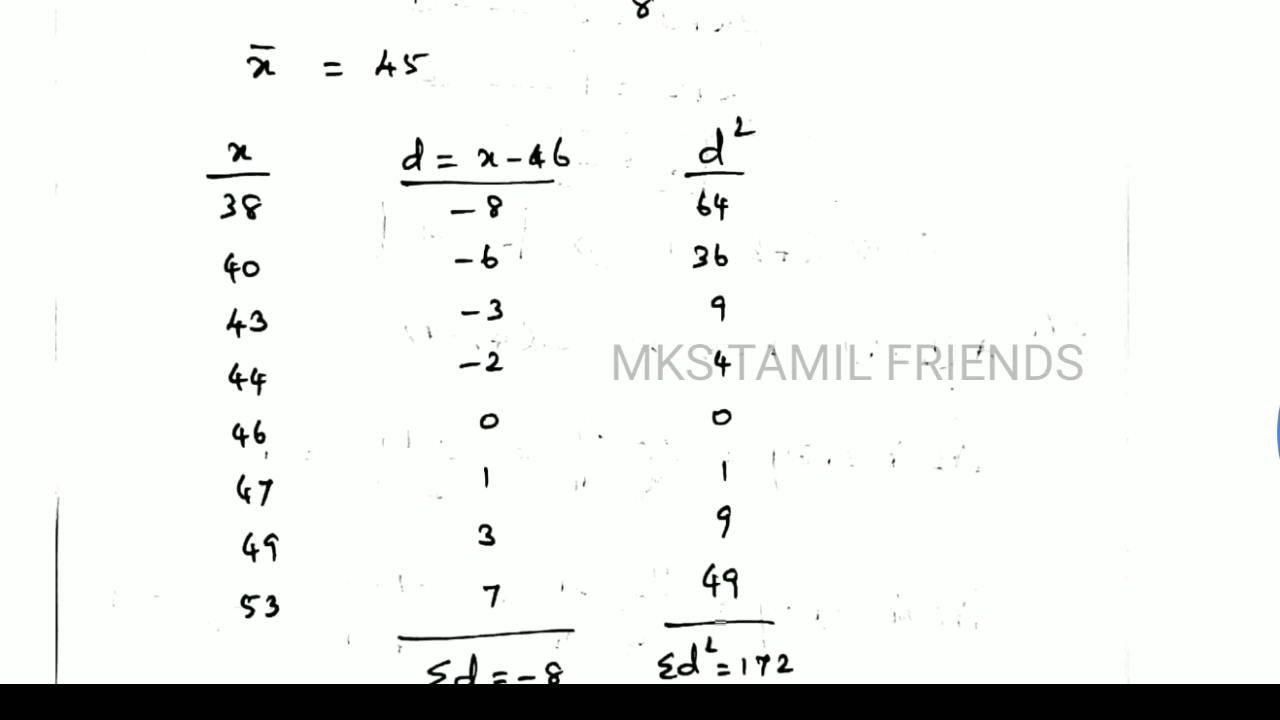 8
x̄ = 45
x d = x - 46 d²
38 -8 64
40 -6 36
43 -3 9
44 -2 4
MKS TAMIL FRIENDS
46 0 0
47 1 1
49 3 9
53 7 49
Σd = -8 Σd² = 172